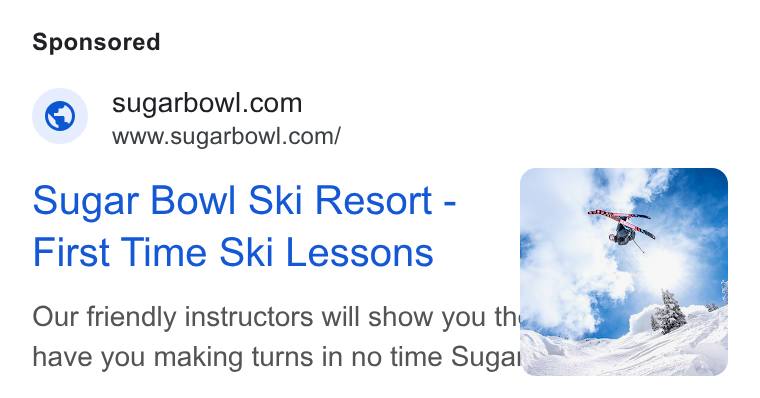 Sponsored
sugarbowl.com
www.sugarbowl.com/
Sugar Bowl Ski Resort -
First Time Ski Lessons
Our friendly instructors will show you
have you making turns in no time Sugar